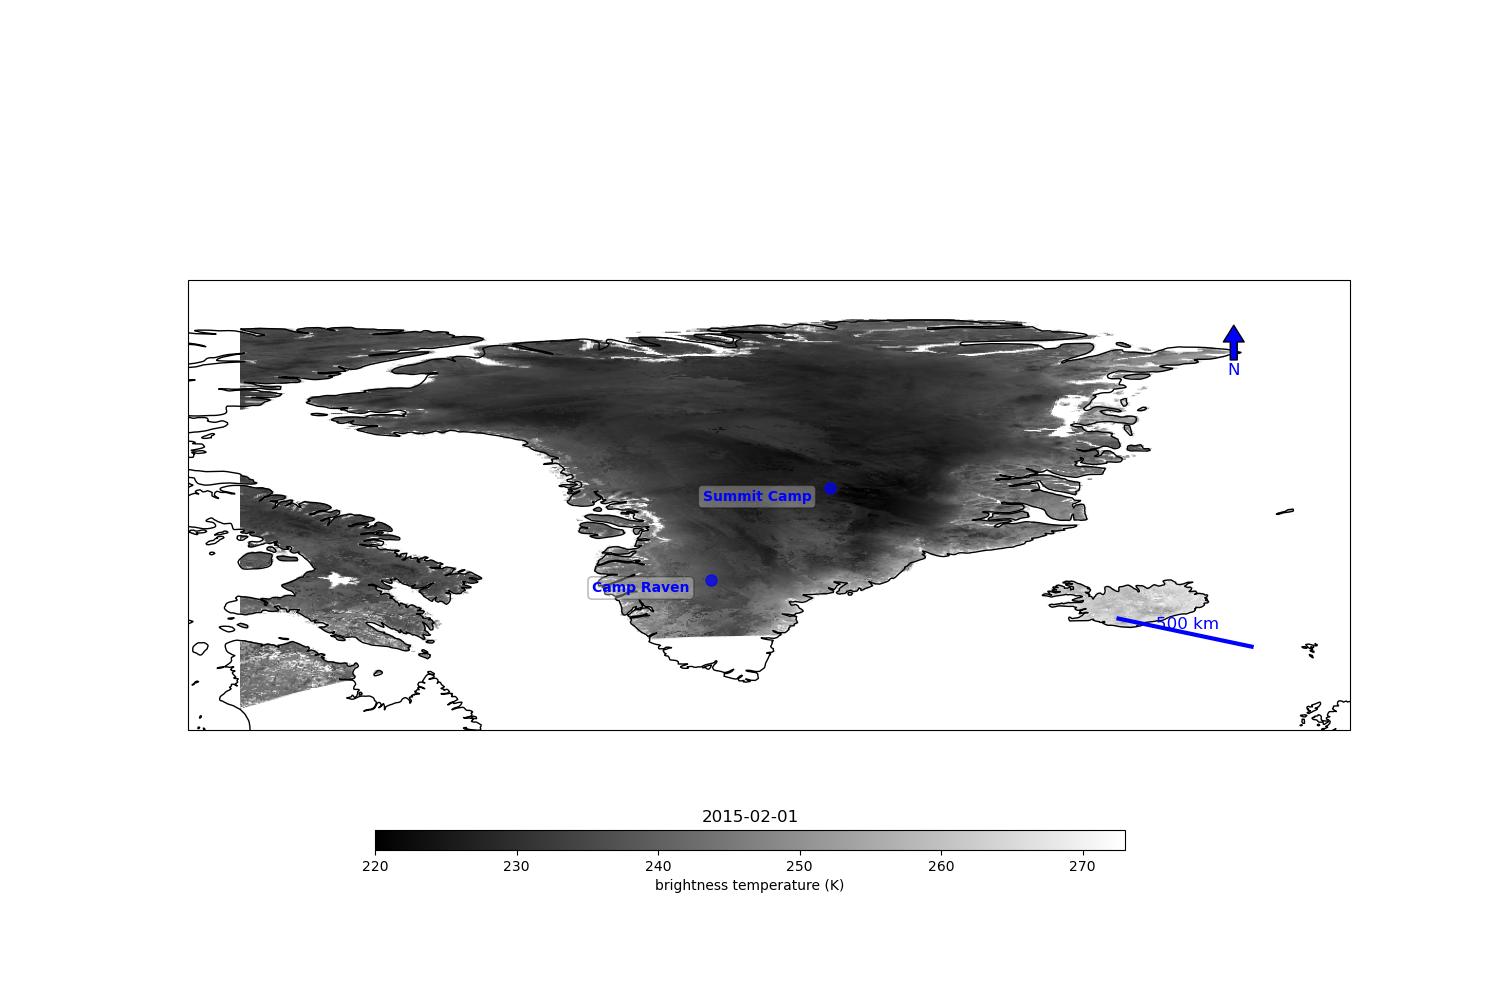 N
Summit Camp
Camp Raven
500 km
2015-02-01
220 230 240 250 260 270
brightness temperature (K)